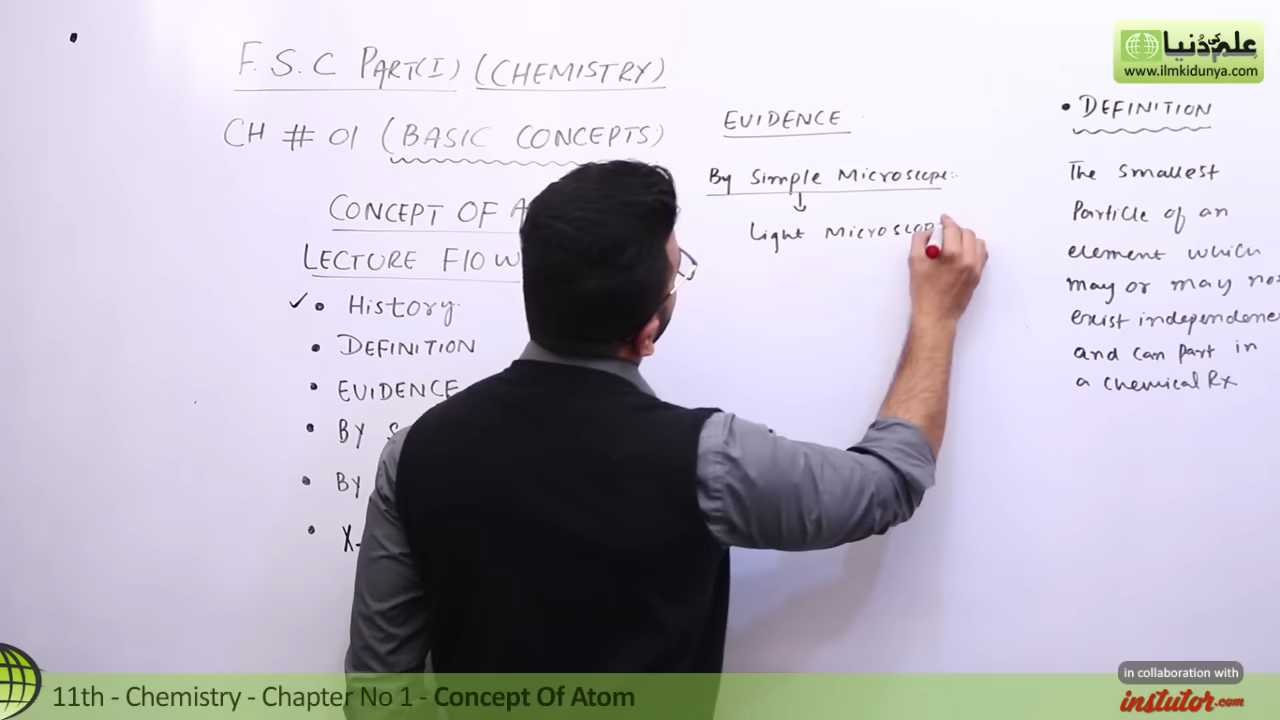 F.S.C PART(I) (CHEMISTRY)
CH # 01 (BASIC CONCEPTS)
CONCEPT OF
LECTURE FLOW
✓ • History
• DEFINITION
• EVIDENCE
• BY S
• BY
• X-
EVIDENCE
By Simple Microscope:-
↓
Light Microscop
• DEFINITION
The smallest
Particle of an
element which
may or may no
exist independen
and can part in
a chemical Rx
علم کی دنیا
www.ilmkidunya.com
11th - Chemistry - Chapter No 1 - Concept Of Atom
in collaboration with
instutor.com